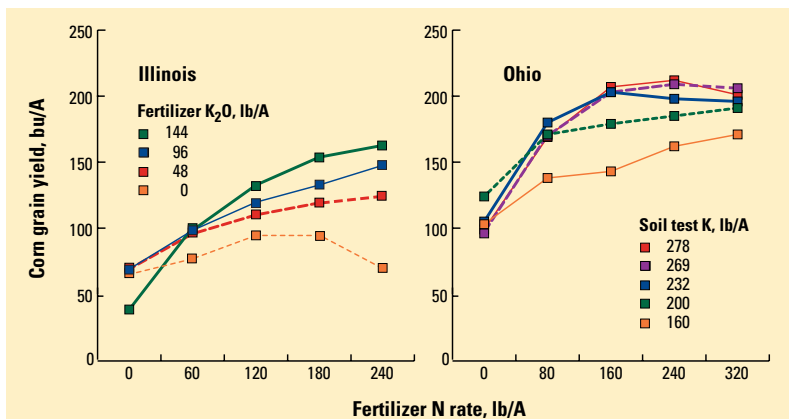 Corn grain yield, bu/A
250
200
150
100
50
0
Illinois
Fertilizer K₂O, lb/A
144
96
48
0
0 60 120 180 240
250
200
150
100
50
0
Ohio
Soil test K, lb/A
278
269
232
200
160
0 80 160 240 320
Fertilizer N rate, lb/A